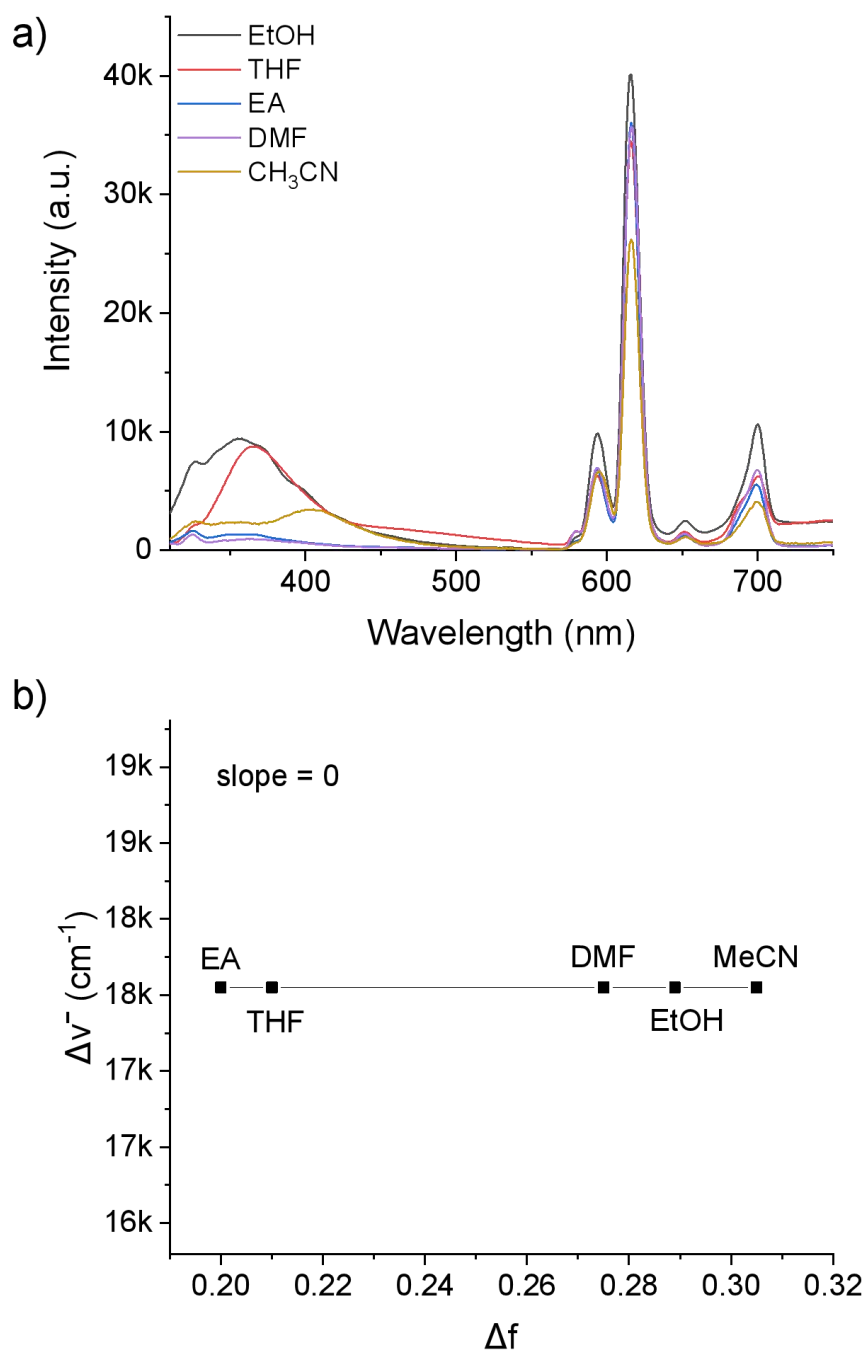 a)
EtOH
THF
EA
DMF
CH₃CN
40k
30k
20k
10k
0
Intensity (a.u.)
400 500 600 700
Wavelength (nm)
b)
slope = 0
19k
19k
18k
18k
17k
17k
16k
Δv⁻ (cm⁻¹)
EA
THF
DMF
EtOH
MeCN
0.20 0.22 0.24 0.26 0.28 0.30 0.32
Δf